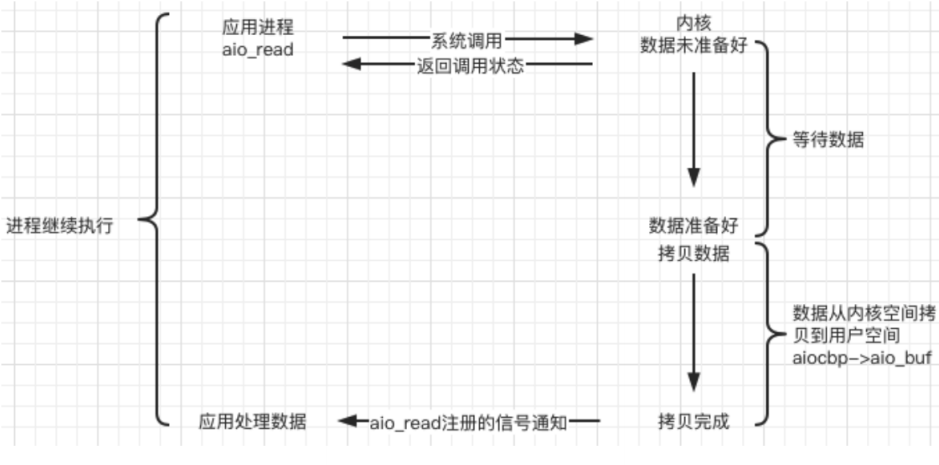 应用进程
aio_read
系统调用
返回调用状态
内核
数据未准备好
等待数据
进程继续执行
数据准备好
拷贝数据
数据从内核空间拷
贝到用户空间
aiocbp->aio_buf
应用处理数据
aio_read注册的信号通知
拷贝完成